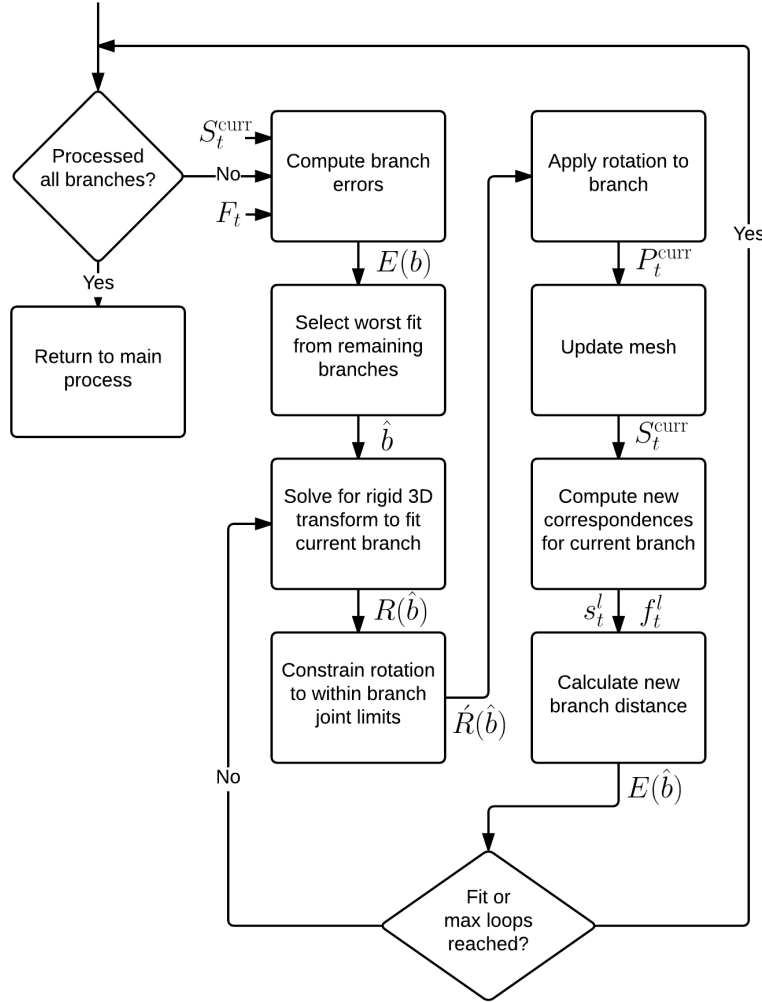 Processed
all branches?
No
Yes
Return to main
process
S_t^curr
F_t
Compute branch
errors
E(b)
Select worst fit
from remaining
branches
b̂
Solve for rigid 3D
transform to fit
current branch
R(b̂)
Constrain rotation
to within branch
joint limits
Ŕ(b̂)
Apply rotation to
branch
P_t^curr
Update mesh
S_t^curr
Compute new
correspondences
for current branch
s_t^l f_t^l
Calculate new
branch distance
E(b̂)
Fit or
max loops
reached?
No
Yes